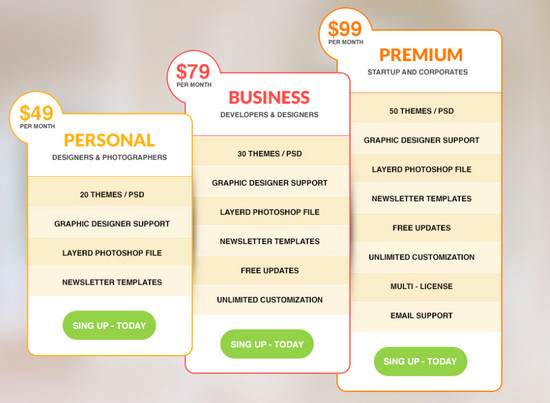 $49
PER MONTH
PERSONAL
DESIGNERS & PHOTOGRAPHERS
20 THEMES / PSD
GRAPHIC DESIGNER SUPPORT
LAYERD PHOTOSHOP FILE
NEWSLETTER TEMPLATES
SING UP - TODAY
$79
PER MONTH
BUSINESS
DEVELOPERS & DESIGNERS
30 THEMES / PSD
GRAPHIC DESIGNER SUPPORT
LAYERD PHOTOSHOP FILE
NEWSLETTER TEMPLATES
FREE UPDATES
UNLIMITED CUSTOMIZATION
SING UP - TODAY
$99
PER MONTH
PREMIUM
STARTUP AND CORPORATES
50 THEMES / PSD
GRAPHIC DESIGNER SUPPORT
LAYERD PHOTOSHOP FILE
NEWSLETTER TEMPLATES
FREE UPDATES
UNLIMITED CUSTOMIZATION
MULTI - LICENSE
EMAIL SUPPORT
SING UP - TODAY